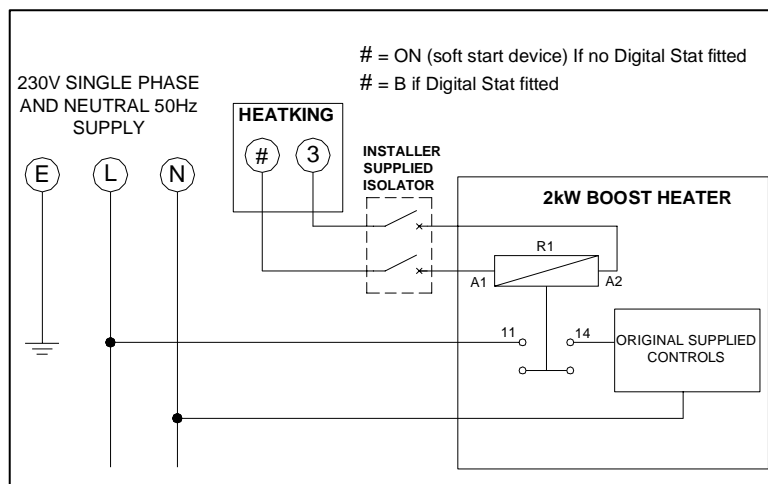 # = ON (soft start device) If no Digital Stat fitted
# = B if Digital Stat fitted
230V SINGLE PHASE
AND NEUTRAL 50Hz
SUPPLY
E
L
N
HEATKING
#
3
INSTALLER
SUPPLIED
ISOLATOR
2kW BOOST HEATER
R1
A1
A2
11
14
ORIGINAL SUPPLIED
CONTROLS